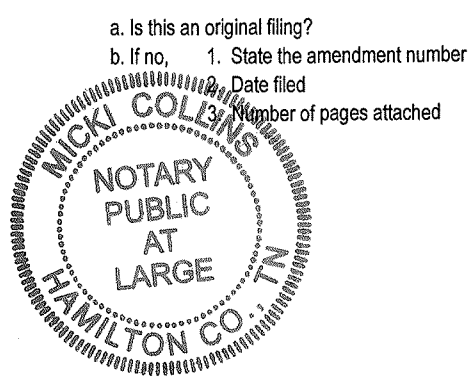 a. Is this an original filing?
b. If no, 1. State the amendment number
2. Date filed
3. Number of pages attached
MICKI COLLINS
NOTARY
PUBLIC
AT
LARGE
HAMILTON CO., TN